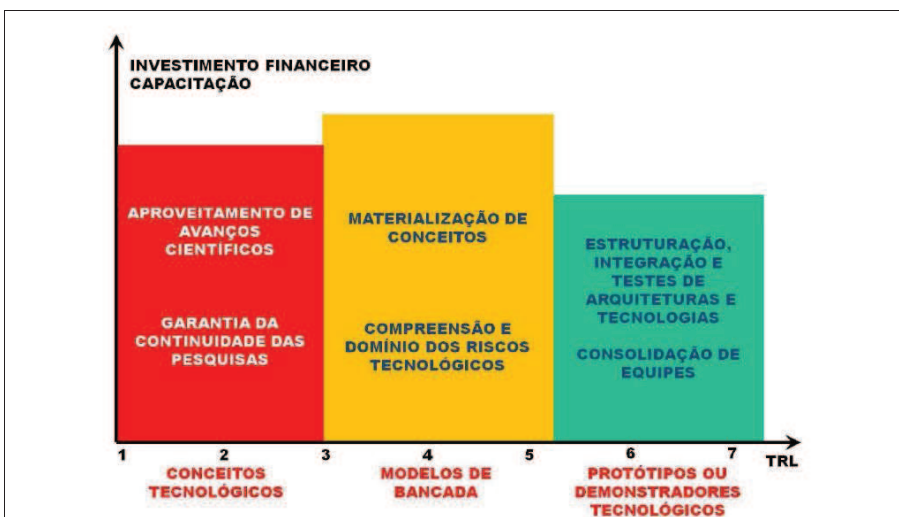 INVESTIMENTO FINANCEIRO
CAPACITAÇÃO
APROVEITAMENTO DE
AVANÇOS
CIENTÍFICOS
GARANTIA DA
CONTINUIDADE DAS
PESQUISAS
MATERIALIZAÇÃO DE
CONCEITOS
COMPREENSÃO E
DOMÍNIO DOS RISCOS
TECNOLÓGICOS
ESTRUTURAÇÃO,
INTEGRAÇÃO E
TESTES DE
ARQUITETURAS E
TECNOLOGIAS
CONSOLIDAÇÃO DE
EQUIPES
1 2 3 4 5 6 7 TRL
CONCEITOS
TECNOLÓGICOS
MODELOS DE
BANCADA
PROTÓTIPOS OU
DEMONSTRADORES
TECNOLÓGICOS